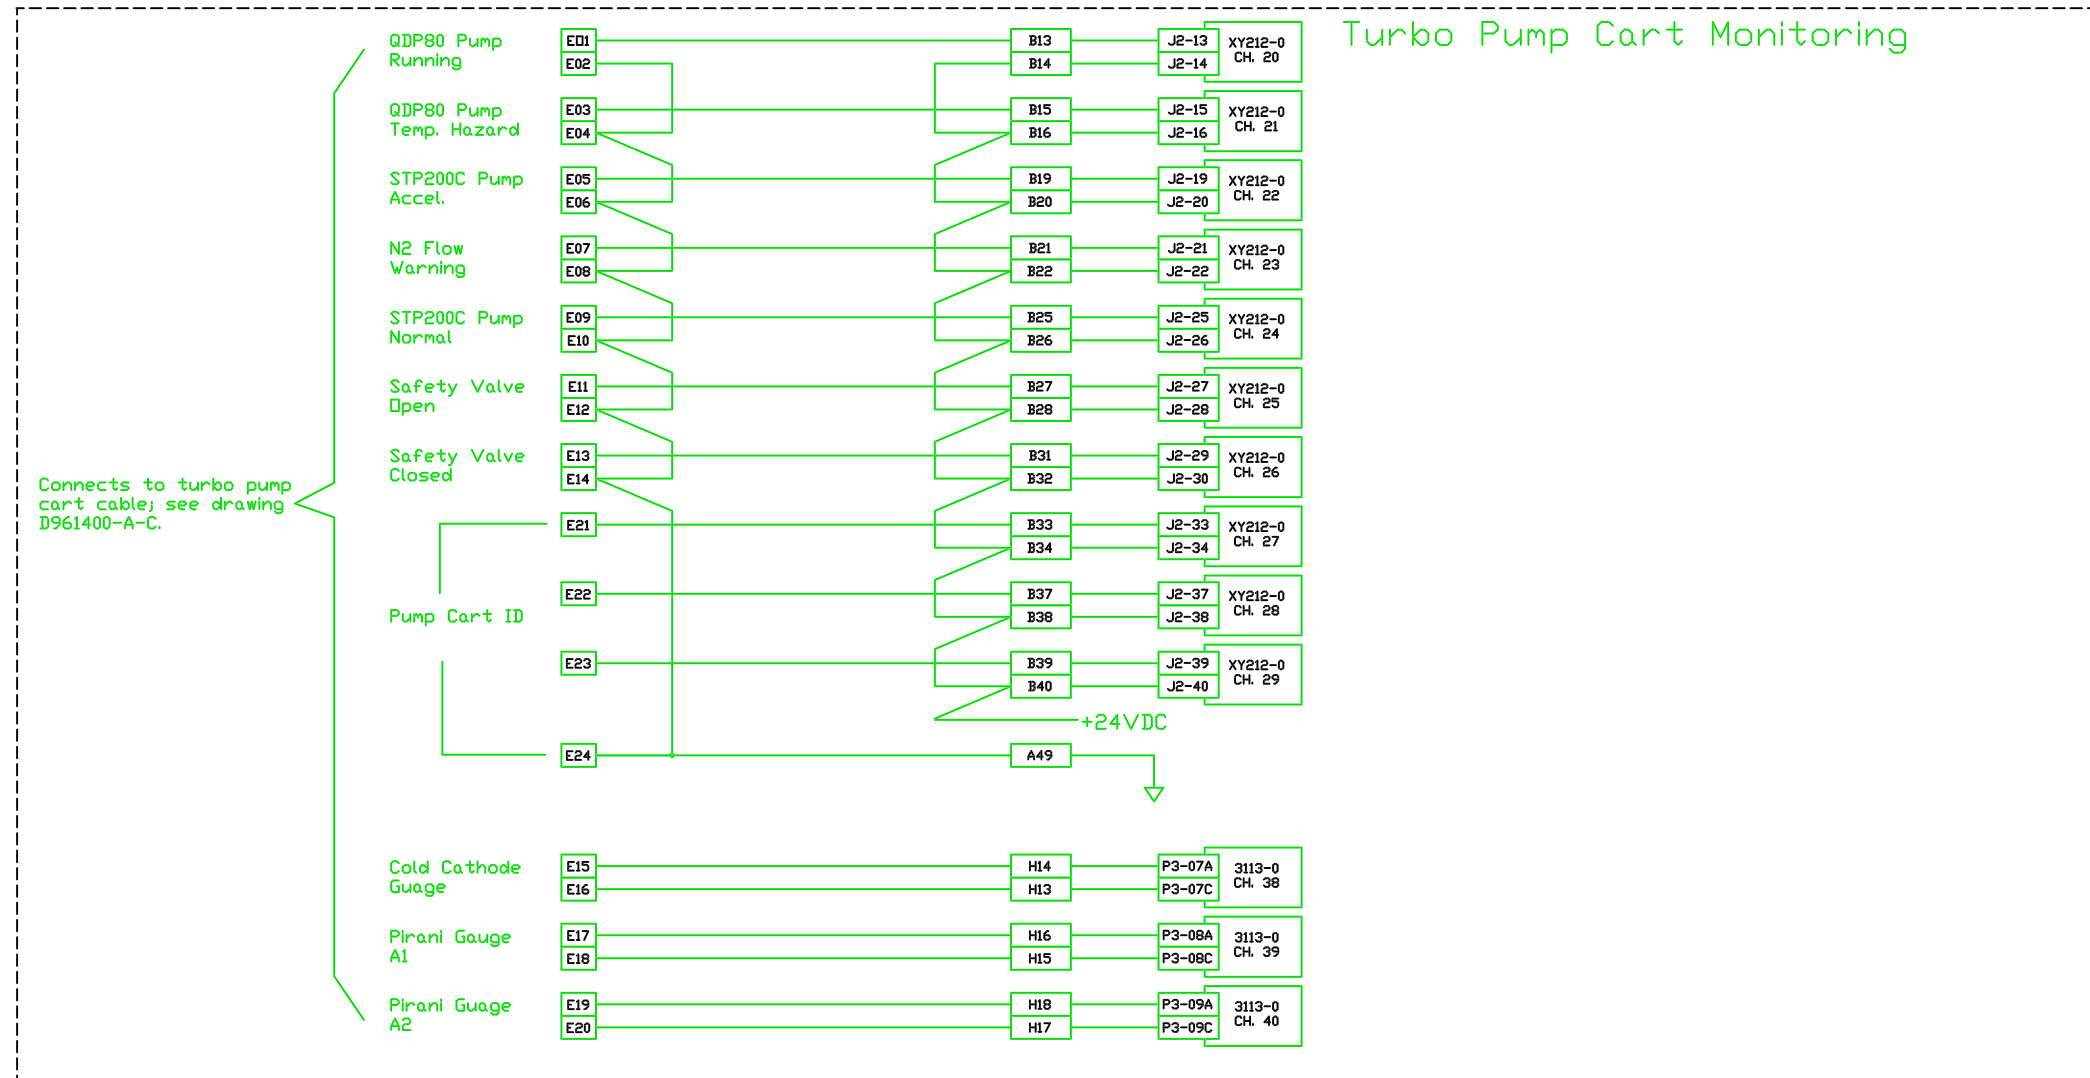 Turbo Pump Cart Monitoring
QDP80 Pump
Running
E01
E02
B13
B14
J2-13
J2-14
XY212-0
CH. 20
QDP80 Pump
Temp. Hazard
E03
E04
B15
B16
J2-15
J2-16
XY212-0
CH. 21
STP200C Pump
Accel.
E05
E06
B19
B20
J2-19
J2-20
XY212-0
CH. 22
N2 Flow
Warning
E07
E08
B21
B22
J2-21
J2-22
XY212-0
CH. 23
STP200C Pump
Normal
E09
E10
B25
B26
J2-25
J2-26
XY212-0
CH. 24
Safety Valve
Open
E11
E12
B27
B28
J2-27
J2-28
XY212-0
CH. 25
Safety Valve
Closed
E13
E14
B31
B32
J2-29
J2-30
XY212-0
CH. 26
Connects to turbo pump
cart cable; see drawing
D961400-A-C.
E21
B33
B34
J2-33
J2-34
XY212-0
CH. 27
Pump Cart ID
E22
B37
B38
J2-37
J2-38
XY212-0
CH. 28
E23
B39
B40
J2-39
J2-40
XY212-0
CH. 29
+24VDC
E24
A49
Cold Cathode
Guage
E15
E16
H14
H13
P3-07A
P3-07C
3113-0
CH. 38
Pirani Gauge
A1
E17
E18
H16
H15
P3-08A
P3-08C
3113-0
CH. 39
Pirani Guage
A2
E19
E20
H18
H17
P3-09A
P3-09C
3113-0
CH. 40